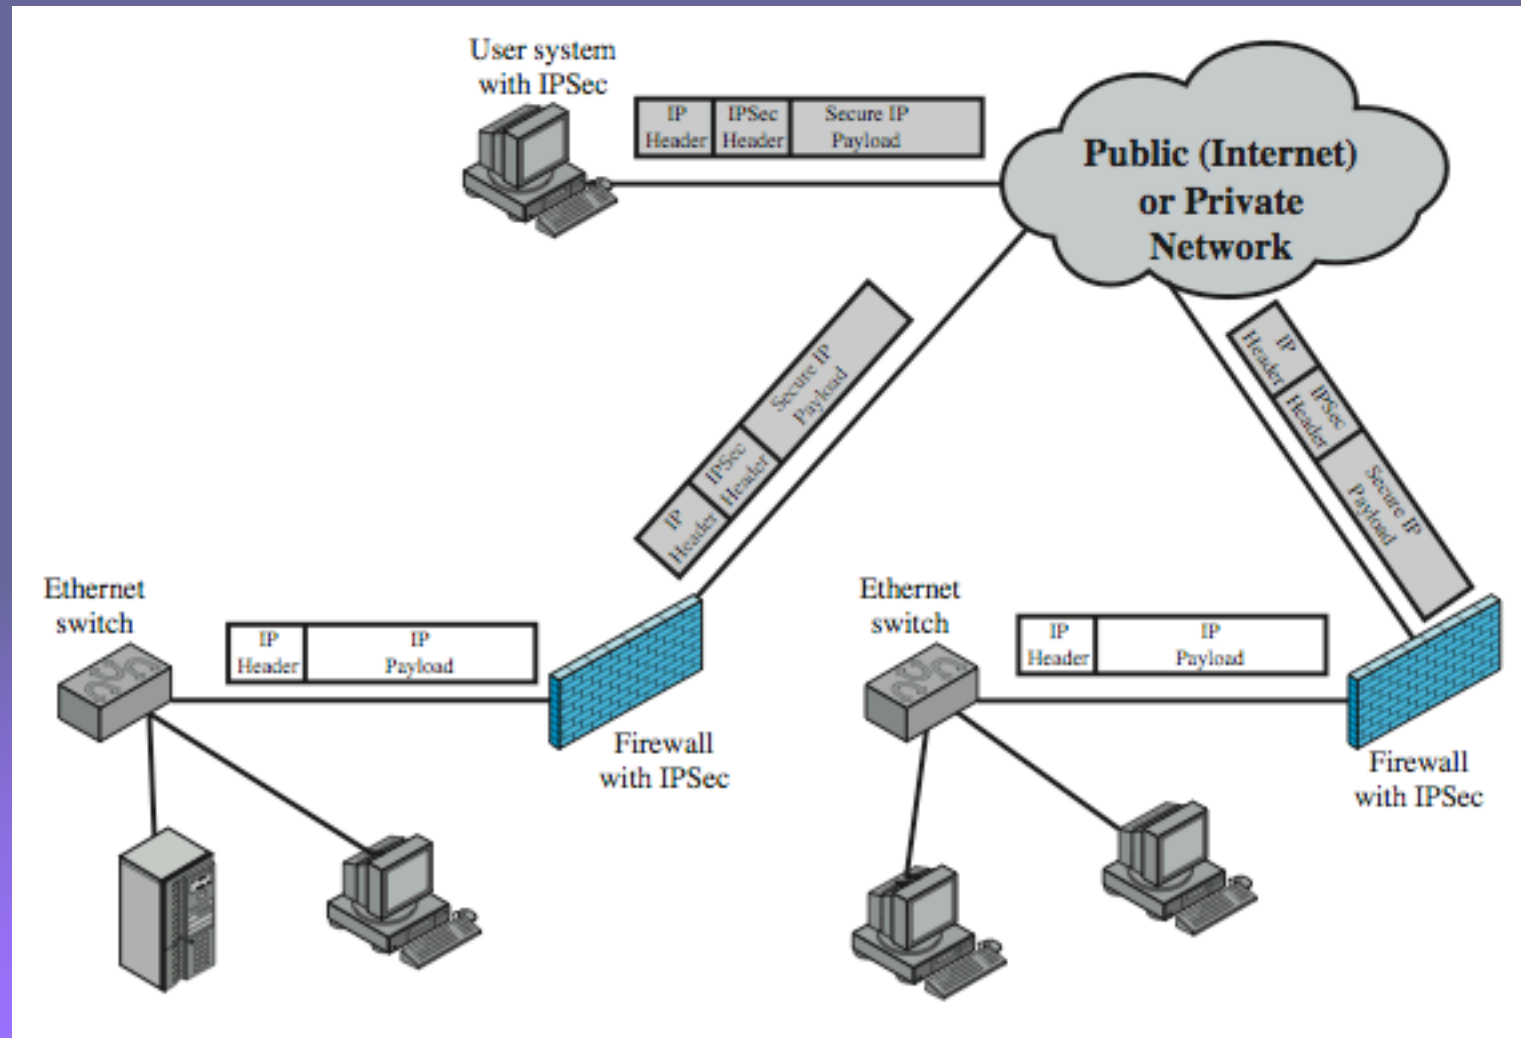 User system
with IPSec
IP
Header
IPSec
Header
Secure IP
Payload
Public (Internet)
or Private
Network
IP
Header
IPSec
Header
Secure IP
Payload
IP
Header
IPSec
Header
Secure IP
Payload
Ethernet
switch
IP
Header
IP
Payload
Firewall
with IPSec
Ethernet
switch
IP
Header
IP
Payload
Firewall
with IPSec